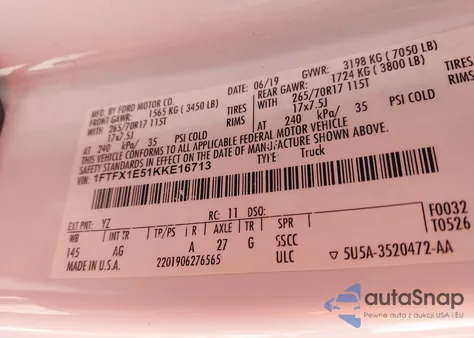 MFD. BY FORD MOTOR CO.
DATE: 06/19 GVWR: 3198 KG (7050 LB)
FRONT GAWR: 1565 KG (3450 LB) REAR GAWR: 1724 KG (3800 LB)
265/70R17 115T TIRES 265/70R17 115T TIRES
17x7.5J RIMS 17x7.5J RIMS
AT 240 kPa/ 35 PSI COLD AT 240 kPa/ 35 PSI COLD
THIS VEHICLE CONFORMS TO ALL APPLICABLE FEDERAL MOTOR VEHICLE
SAFETY STANDARDS IN EFFECT ON THE DATE OF MANUFACTURE SHOWN ABOVE.
1FTFX1E51KKE16713 TYPE: Truck
F0032
T0526
EXT PNT: YZ RC: 11 DSO:
WB INT TR TP/PS R AXLE TR SPR
145 AG A 27 G SSCC
MADE IN U.S.A. 2201906276565 ULC
▽ 5U5A-3520472-AA
autoSnap
Pewne auta z aukcji USA - EU